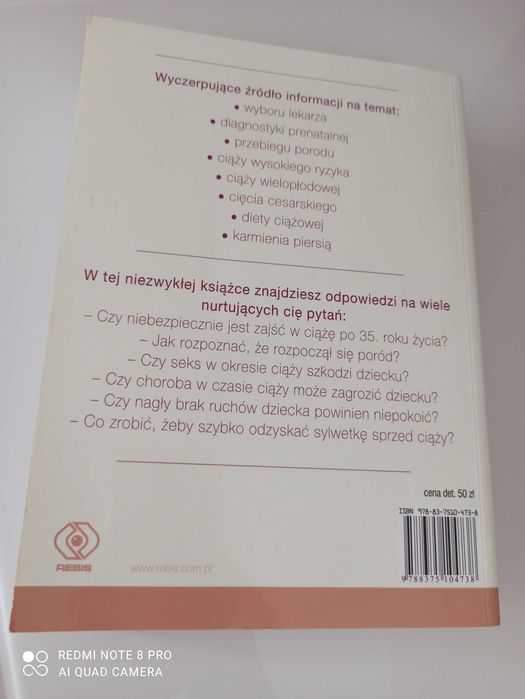 Wyczerpujące źródło informacji na temat:
• wyboru lekarza
• diagnostyki prenatalnej
• przebiegu porodu
• ciąży wysokiego ryzyka
• ciąży wielopłodowej
• cięcia cesarskiego
• diety ciążowej
• karmienia piersią
W tej niezwykłej książce znajdziesz odpowiedzi na wiele
nurtujących cię pytań:
– Czy niebezpiecznie jest zajść w ciążę po 35. roku życia?
– Jak rozpoznać, że rozpoczął się poród?
– Czy seks w okresie ciąży szkodzi dziecku?
– Czy choroba w czasie ciąży może zagrozić dziecku?
– Czy nagły brak ruchów dziecka powinien niepokoić?
– Co zrobić, żeby szybko odzyskać sylwetkę sprzed ciąży?
cena det. 50 zł
ISBN 978-83-7510-473-8
9788375104738
REBIS
www.rebis.com.pl
REDMI NOTE 8 PRO
AI QUAD CAMERA